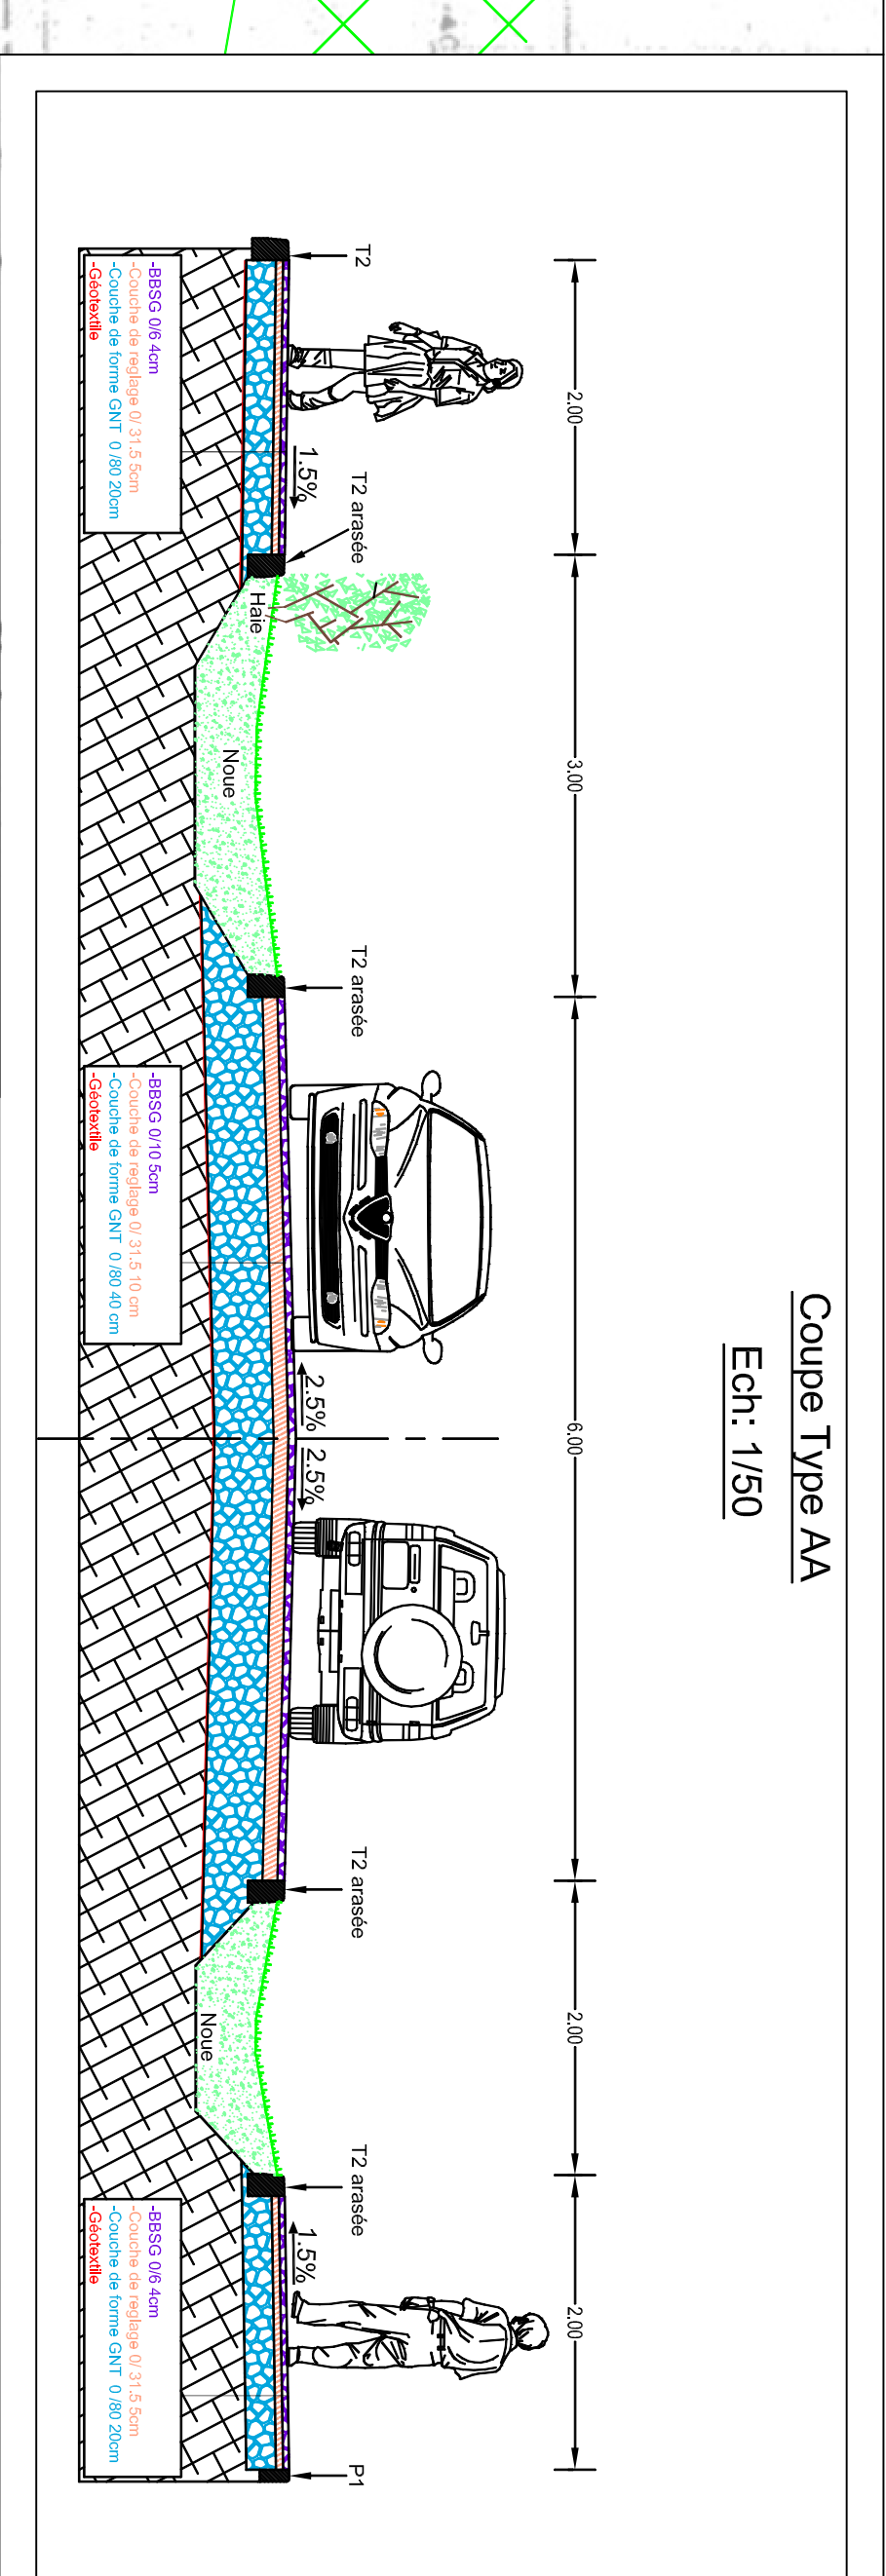 Coupe Type AA
Ech: 1/50
2.00
3.00
6.00
2.00
2.00
T2
T2 arasée
T2 arasée
T2 arasée
T2 arasée
P1
1.5%
2.5%
2.5%
1.5%
Haie
Noue
Noue
-BBSG 0/6 4cm
-Couche de reglage 0/ 31.5 5cm
-Couche de forme GNT 0 /80 20cm
-Géotextile
-BBSG 0/10 5cm
-Couche de reglage 0/ 31.5 10 cm
-Couche de forme GNT 0 /80 40 cm
-Géotextile
-BBSG 0/6 4cm
-Couche de reglage 0/ 31.5 5cm
-Couche de forme GNT 0 /80 20cm
-Géotextile